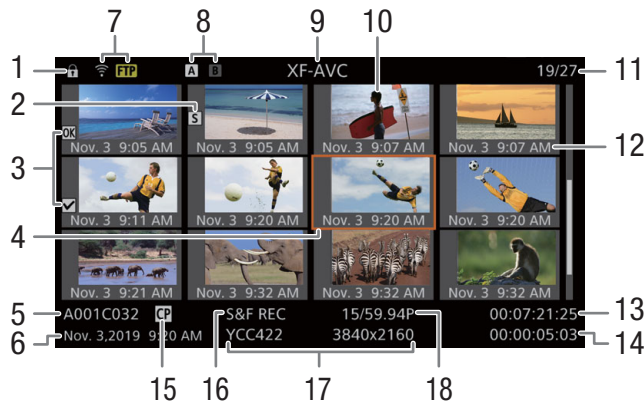 7 8 9 10
1 FTP A B XF-AVC 19/27 11
2 S
OK Nov. 3 9:05 AM Nov. 3 9:05 AM Nov. 3 9:07 AM Nov. 3 9:07 AM 12
3
Nov. 3 9:11 AM Nov. 3 9:20 AM Nov. 3 9:20 AM Nov. 3 9:20 AM
4
Nov. 3 9:21 AM Nov. 3 9:32 AM Nov. 3 9:32 AM Nov. 3 9:32 AM
5 A001C032 CP S&F REC 15/59.94P 00:07:21:25 13
6 Nov. 3,2019 9:20 AM YCC422 3840x2160 00:00:05:03 14
15 16 17 18